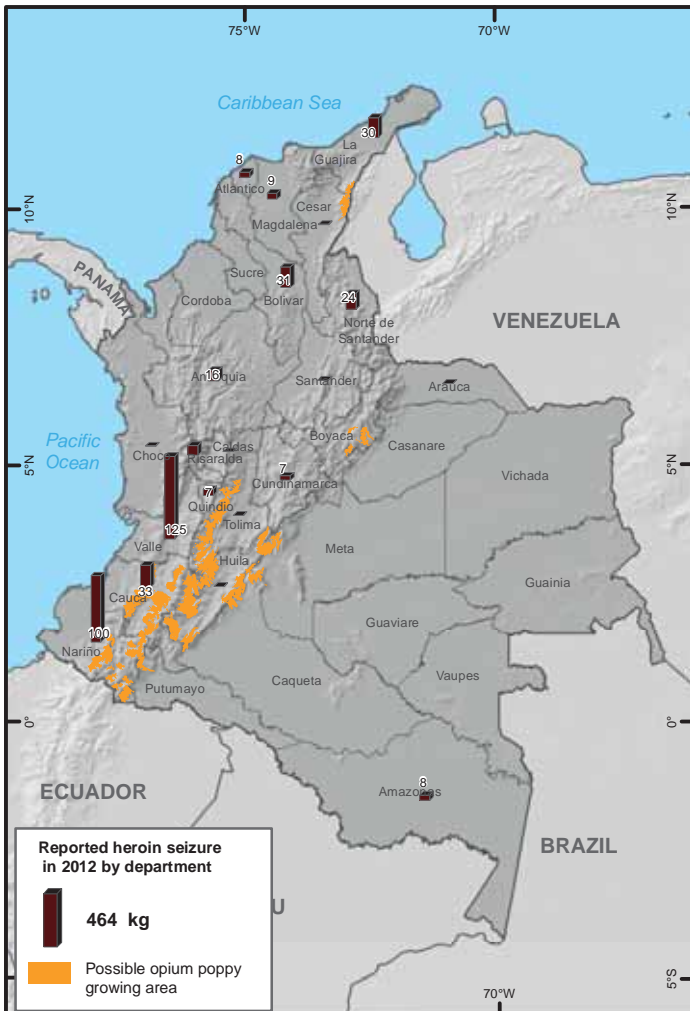 75°W
70°W
Caribbean Sea
30
La
Guajira
8
Atlántico
9
Cesar
10°N
10°N
Magdalena
PANAMA
Sucre
31
Bolivar
24
Cordoba
Norte de
Santander
VENEZUELA
16
Antioquia
Santander
Arauca
Pacific
Ocean
Boyaca
Casanare
5°N
5°N
Choco
Caldas
Risaralda
7
Cundinamarca
Vichada
7
Quindio
Tolima
125
Valle
Meta
Huila
Guainia
33
Cauca
Guaviare
100
Nariño
Caqueta
Vaupes
Putumayo
0°
0°
8
Amazonas
ECUADOR
BRAZIL
Reported heroin seizure
in 2012 by department
464 kg
U
Possible opium poppy
growing area
5°S
70°W